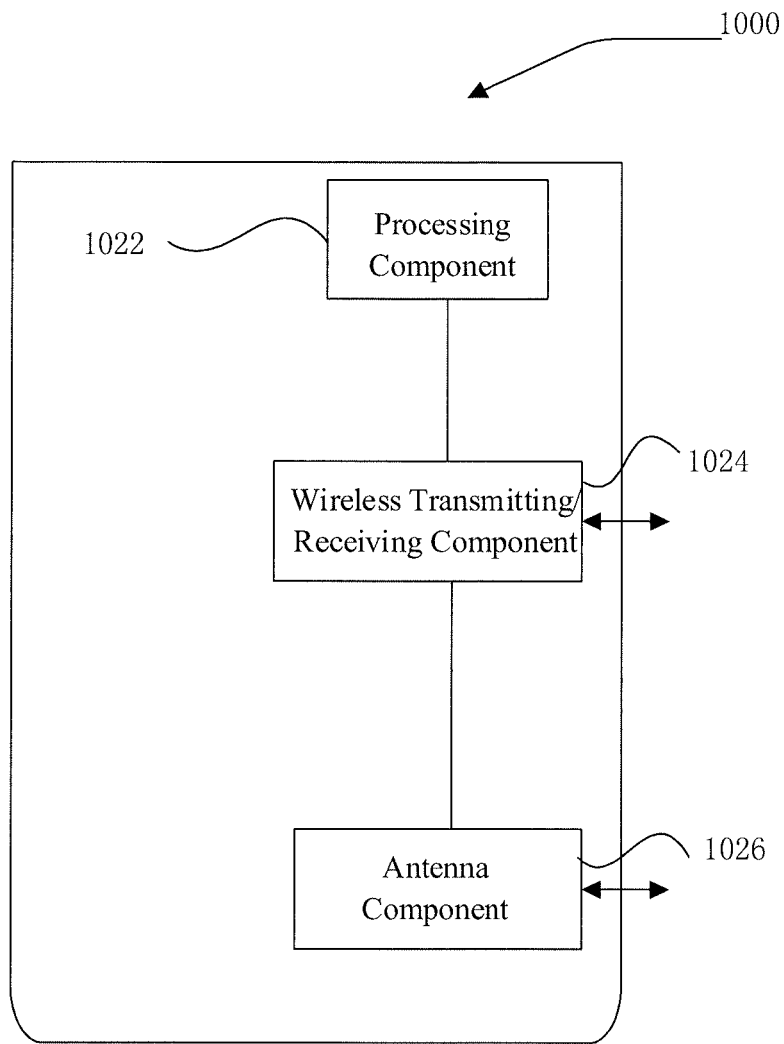 1000
Processing
Component
1022
1024
Wireless Transmitting/
Receiving Component
1026
Antenna
Component